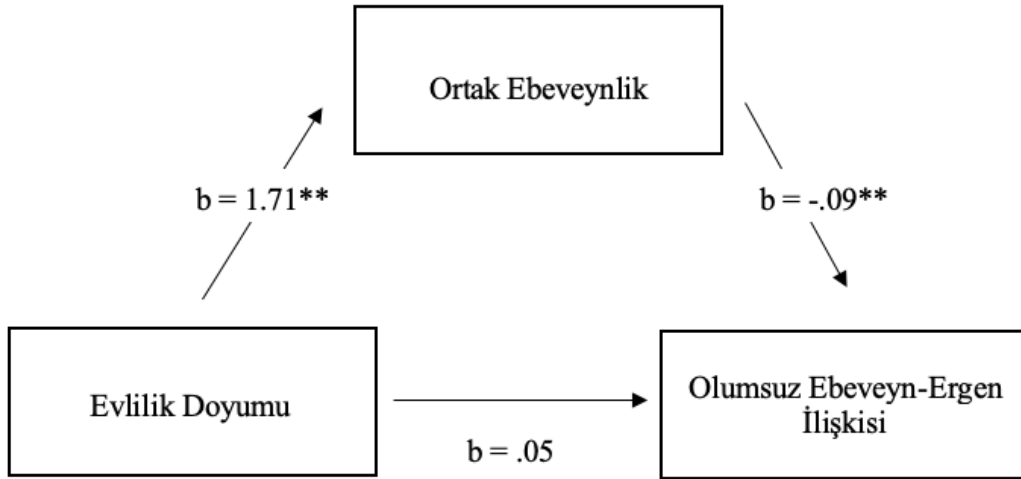 Ortak Ebeveynlik
b = 1.71**
b = -.09**
Evlilik Doyumu
Olumsuz Ebeveyn-Ergen
İlişkisi
b = .05